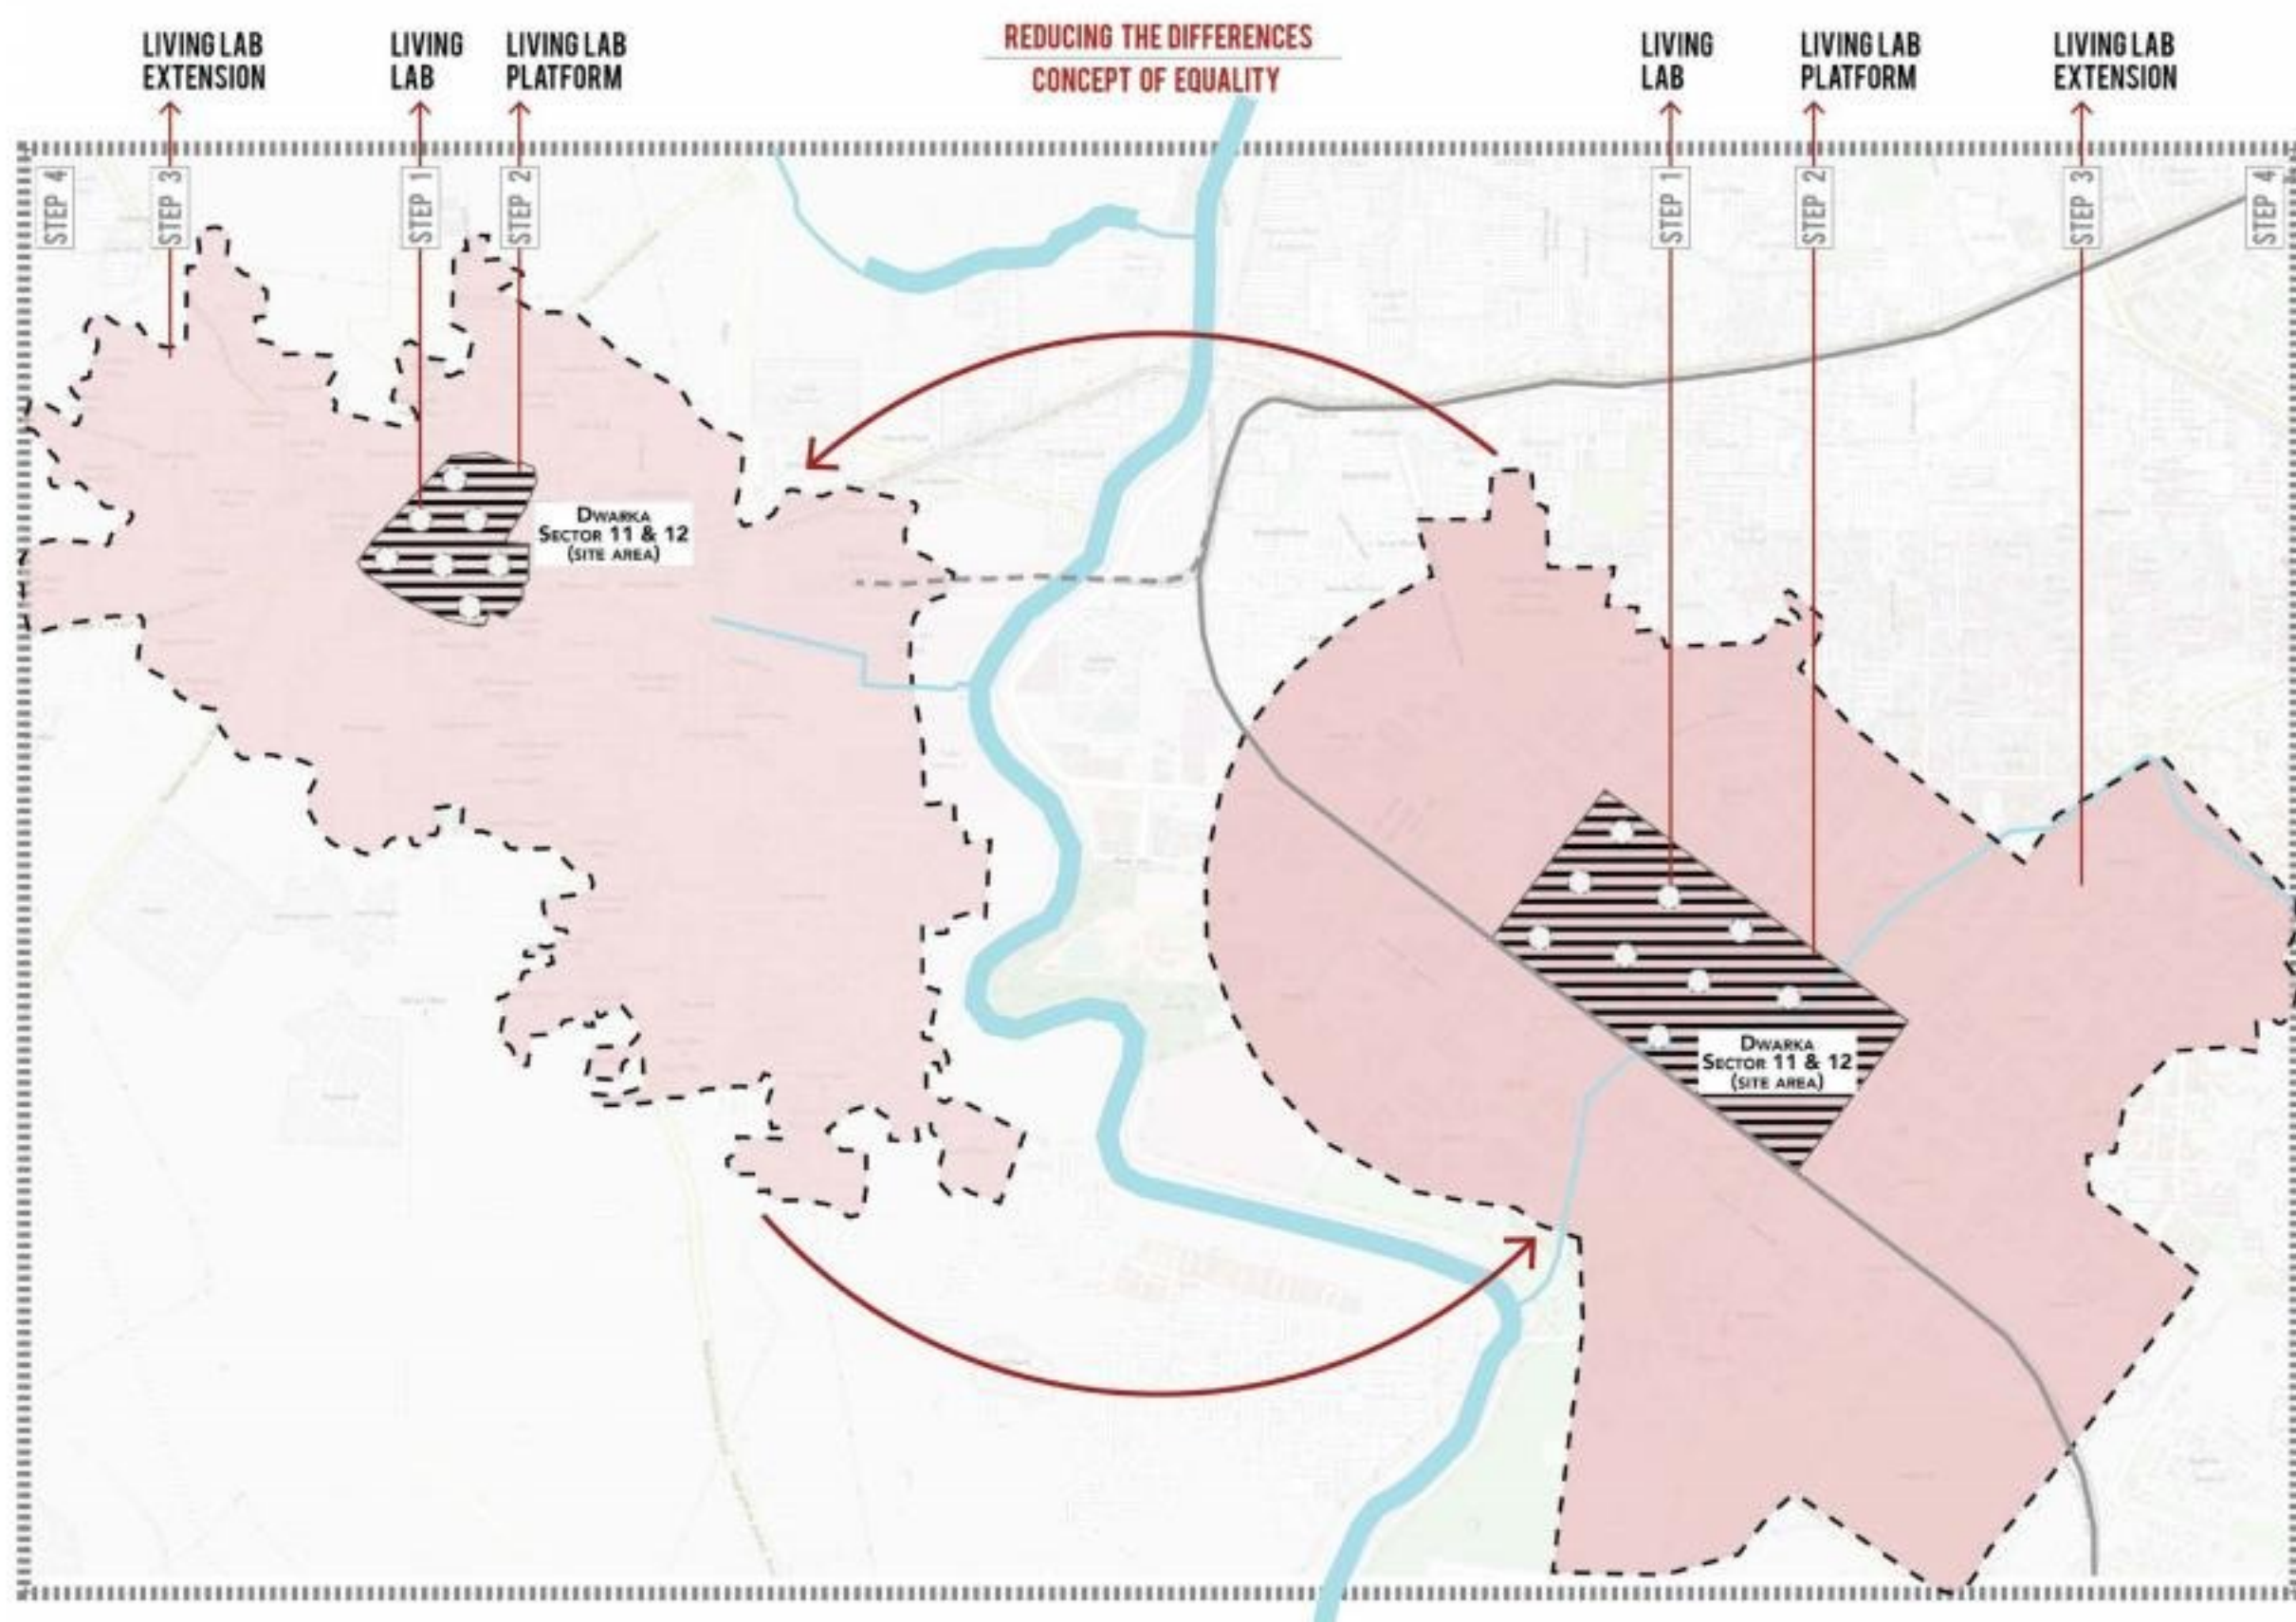 LIVING LAB
EXTENSION
LIVING
LAB
LIVING LAB
PLATFORM
REDUCING THE DIFFERENCES
CONCEPT OF EQUALITY
LIVING
LAB
LIVING LAB
PLATFORM
LIVING LAB
EXTENSION
STEP 4
STEP 3
STEP 1
STEP 2
STEP 1
STEP 2
STEP 3
STEP 4
DWARKA
SECTOR 11 & 12
(SITE AREA)
DWARKA
SECTOR 11 & 12
(SITE AREA)